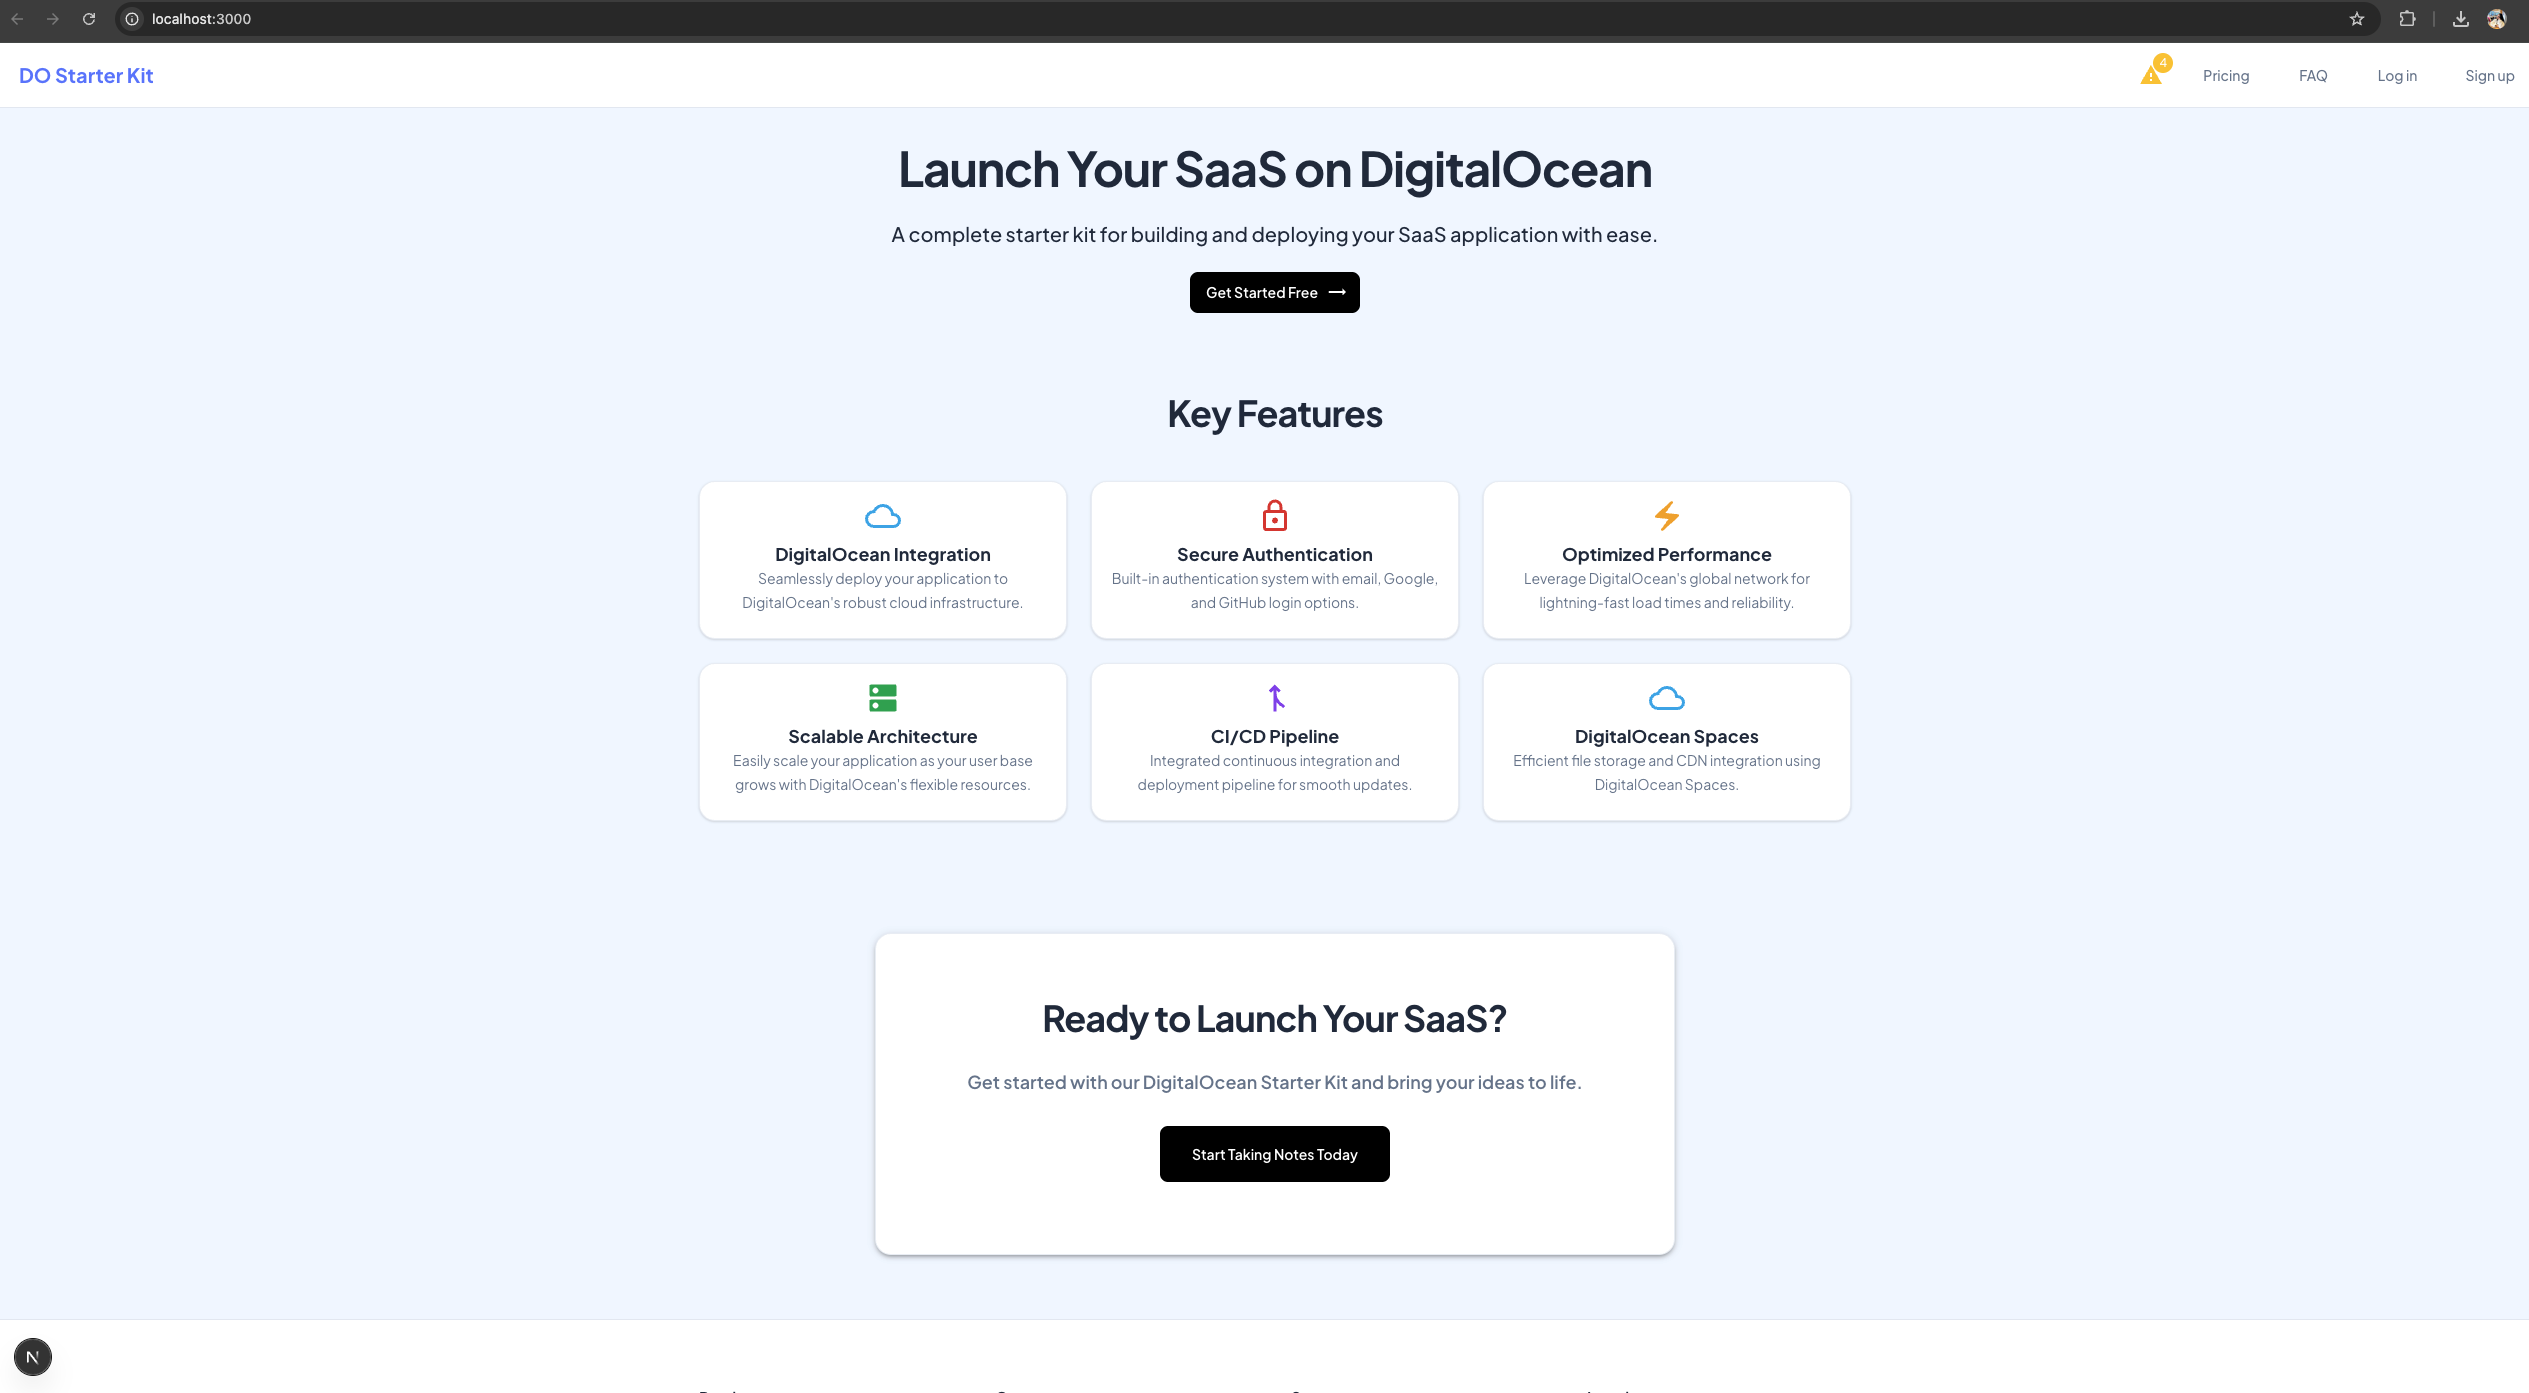 localhost:3000
DO Starter Kit
4
Pricing
FAQ
Log in
Sign up
Launch Your SaaS on DigitalOcean
A complete starter kit for building and deploying your SaaS application with ease.
Get Started Free →
Key Features
DigitalOcean Integration
Seamlessly deploy your application to
DigitalOcean's robust cloud infrastructure.
Secure Authentication
Built-in authentication system with email, Google,
and GitHub login options.
Optimized Performance
Leverage DigitalOcean's global network for
lightning-fast load times and reliability.
Scalable Architecture
Easily scale your application as your user base
grows with DigitalOcean's flexible resources.
CI/CD Pipeline
Integrated continuous integration and
deployment pipeline for smooth updates.
DigitalOcean Spaces
Efficient file storage and CDN integration using
DigitalOcean Spaces.
Ready to Launch Your SaaS?
Get started with our DigitalOcean Starter Kit and bring your ideas to life.
Start Taking Notes Today
N